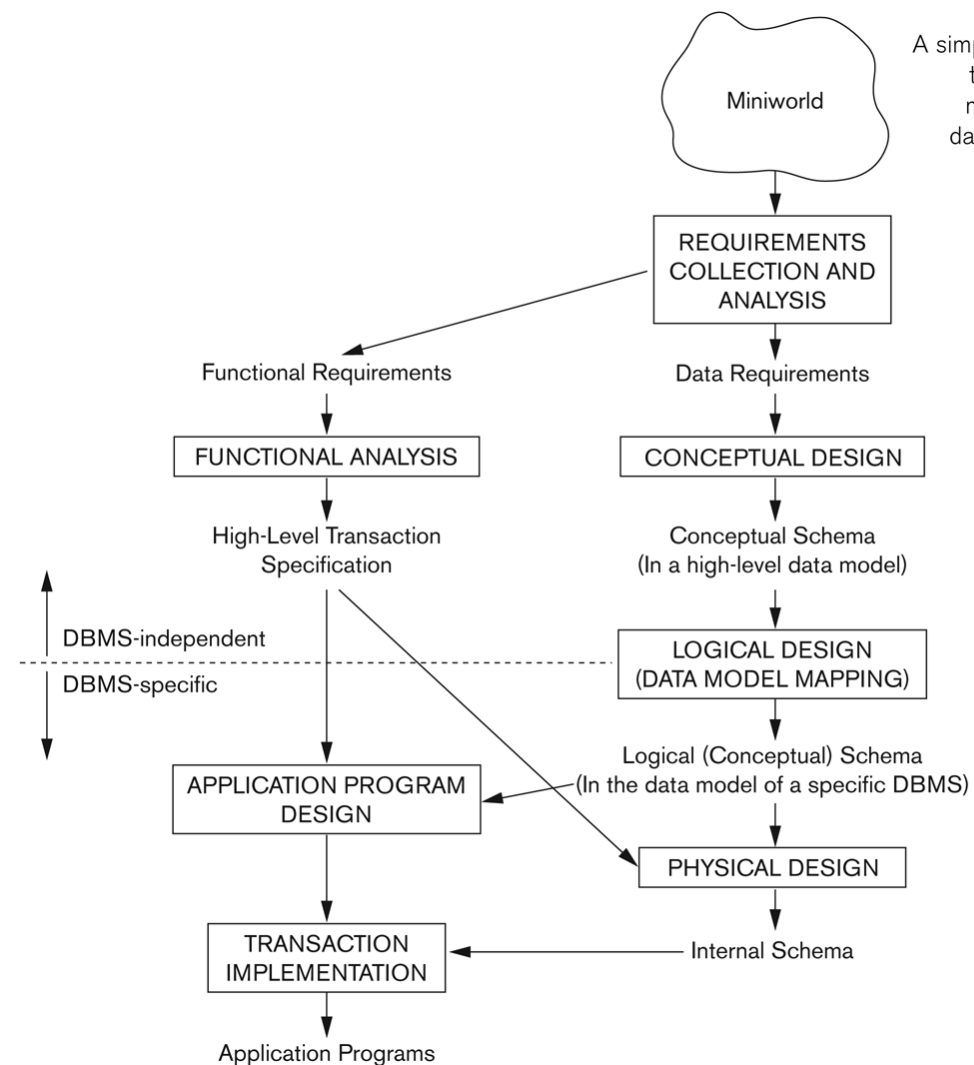 A simp
t
m
da
Miniworld
REQUIREMENTS
COLLECTION AND
ANALYSIS
Functional Requirements
Data Requirements
FUNCTIONAL ANALYSIS
CONCEPTUAL DESIGN
High-Level Transaction
Specification
Conceptual Schema
(In a high-level data model)
DBMS-independent
LOGICAL DESIGN
(DATA MODEL MAPPING)
DBMS-specific
Logical (Conceptual) Schema
(In the data model of a specific DBMS)
APPLICATION PROGRAM
DESIGN
PHYSICAL DESIGN
TRANSACTION
IMPLEMENTATION
Internal Schema
Application Programs